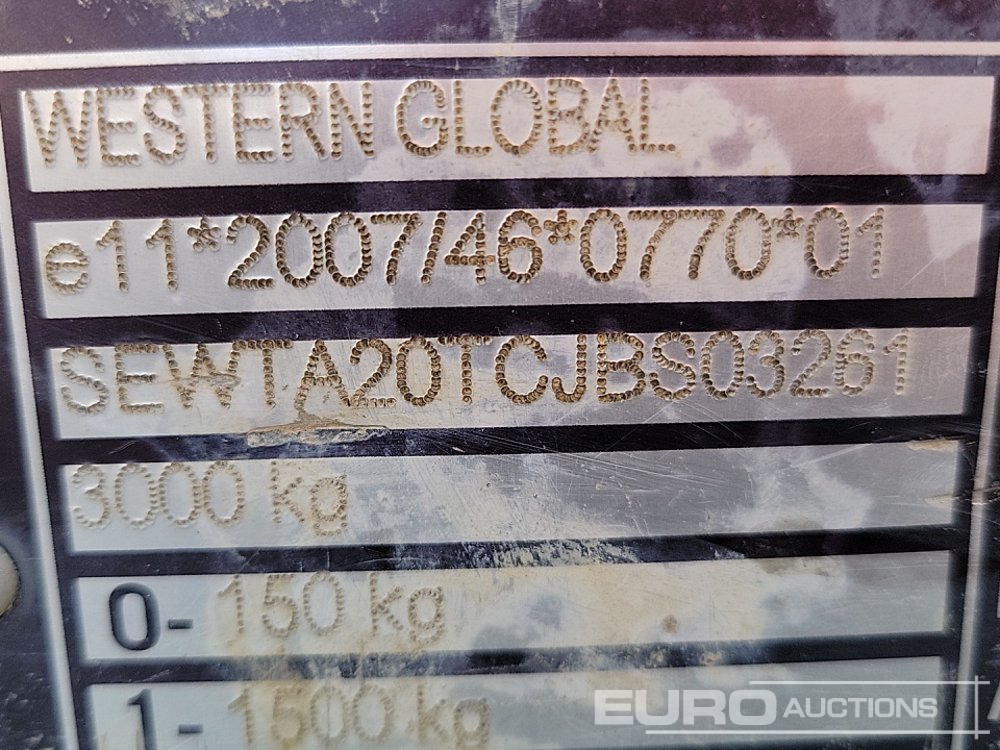 WESTERN GLOBAL
e11*2007/46*0770*01
SEWTA20TCJBS03261
3000 kg
0- 150 kg
1- 1500 kg
EURO AUCTIONS